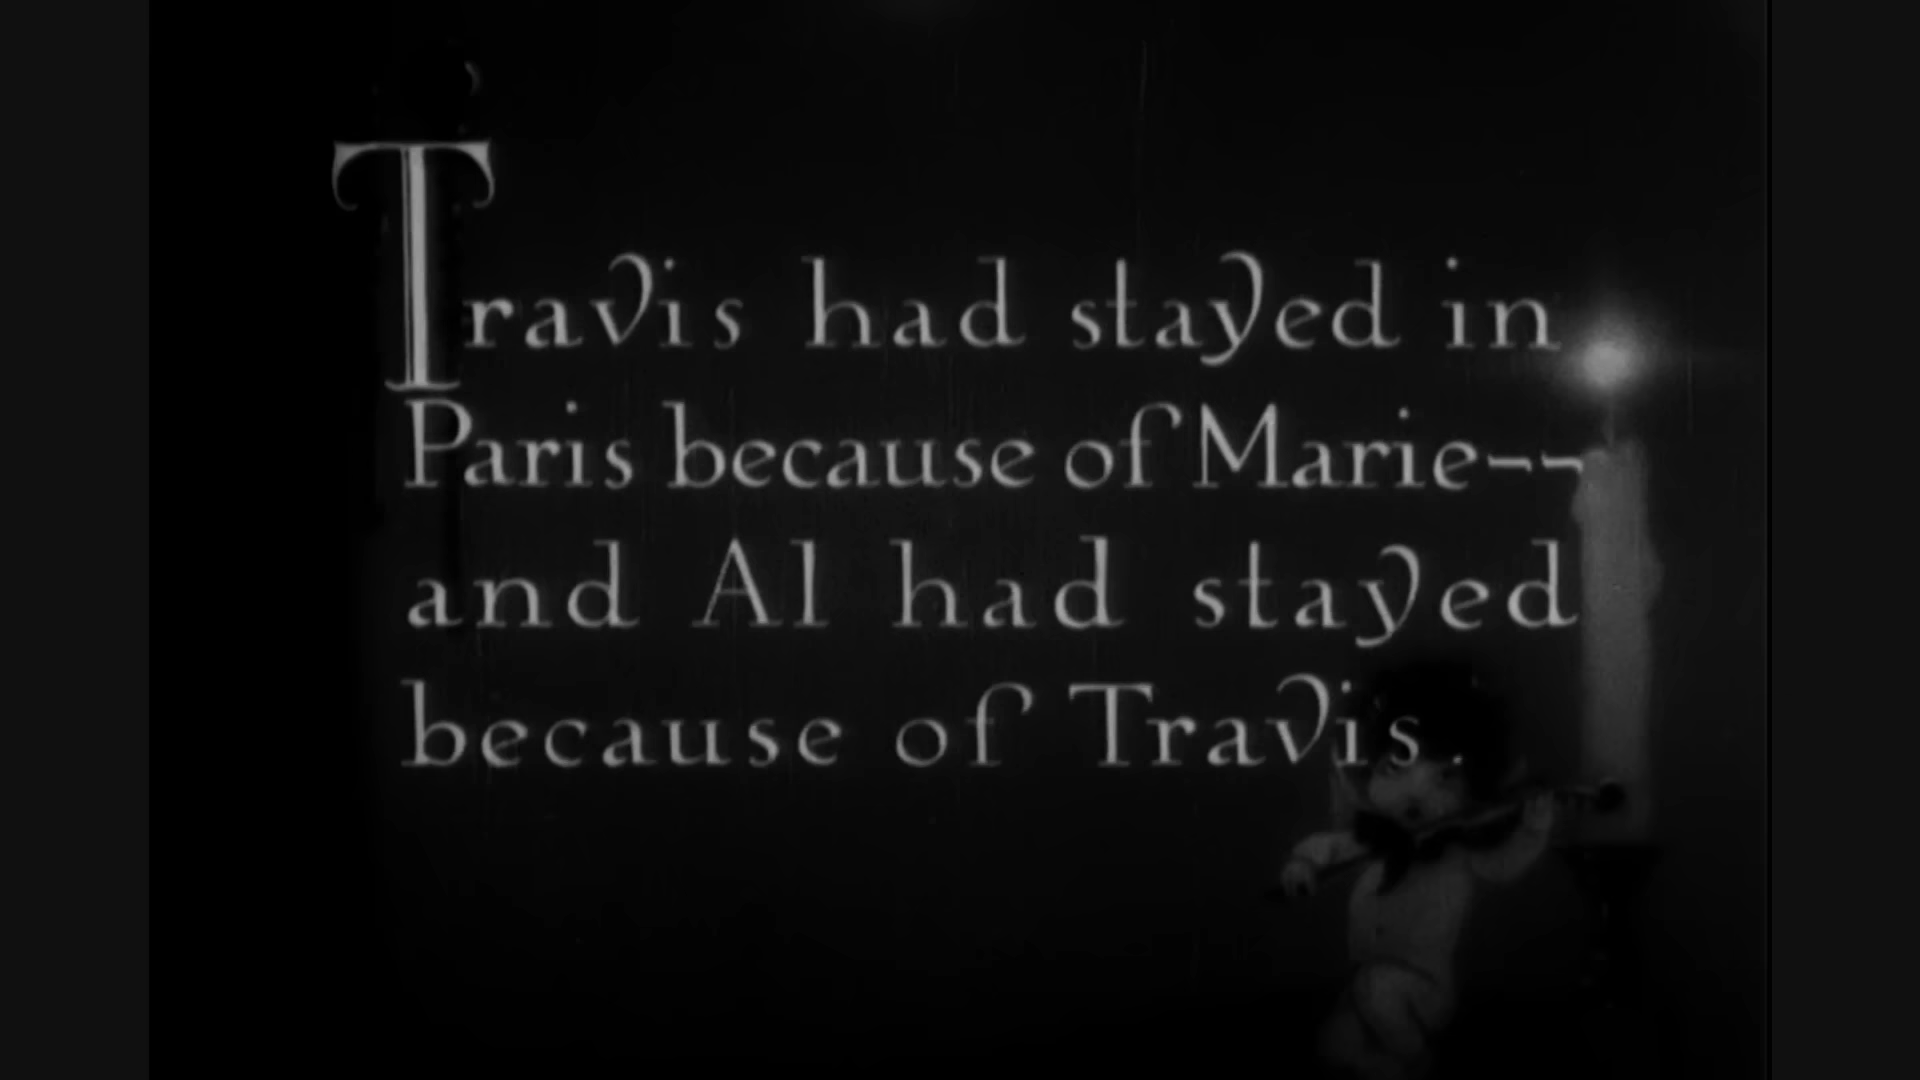 Travis had stayed in
Paris because of Marie--
and Al had stayed
because of Travis.